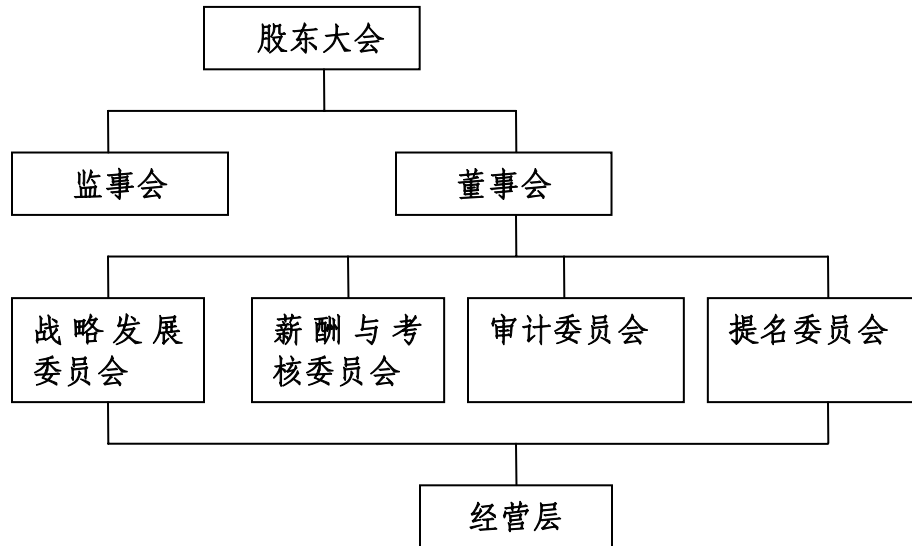 股东大会
监事会
董事会
战略发展
委员会
薪酬与考
核委员会
审计委员会
提名委员会
经营层